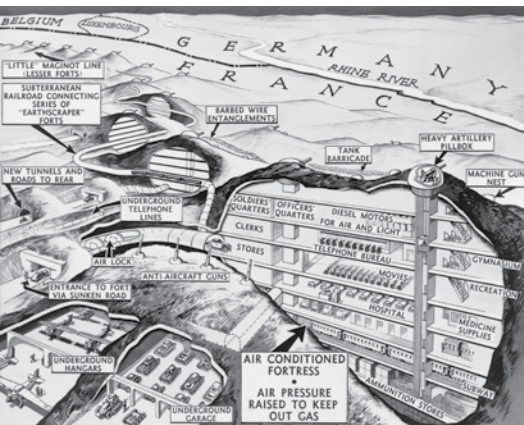 BELGIUM
LUXEMBOURG
GERMANY
RHINE RIVER
FRANCE
"LITTLE" MAGINOT LINE
(LESSER FORTS)
SUBTERRANEAN
RAILROAD CONNECTING
SERIES OF
"EARTHSCRAPER"
FORTS
BARBED WIRE
ENTANGLEMENTS
TANK
BARRICADE
HEAVY ARTILLERY
PILLBOX
MACHINE GUN
NEST
NEW TUNNELS AND
ROADS TO REAR
UNDERGROUND
TELEPHONE
LINES
SOLDIERS'
QUARTERS
OFFICERS'
QUARTERS
DIESEL MOTORS
FOR AIR AND LIGHT
CLERKS
TELEPHONE BUREAU
STORES
MOVIES
GYMNASIUM
RECREATION
AIR LOCK
ANTI-AIRCRAFT GUNS
ENTRANCE TO FORT
VIA SUNKEN ROAD
HOSPITAL
MEDICINE
SUPPLIES
UNDERGROUND
HANGARS
AIR CONDITIONED
FORTRESS
•
AIR PRESSURE
RAISED TO KEEP
OUT GAS
SUBWAY
AMMUNITION STORES
UNDERGROUND
GARAGE